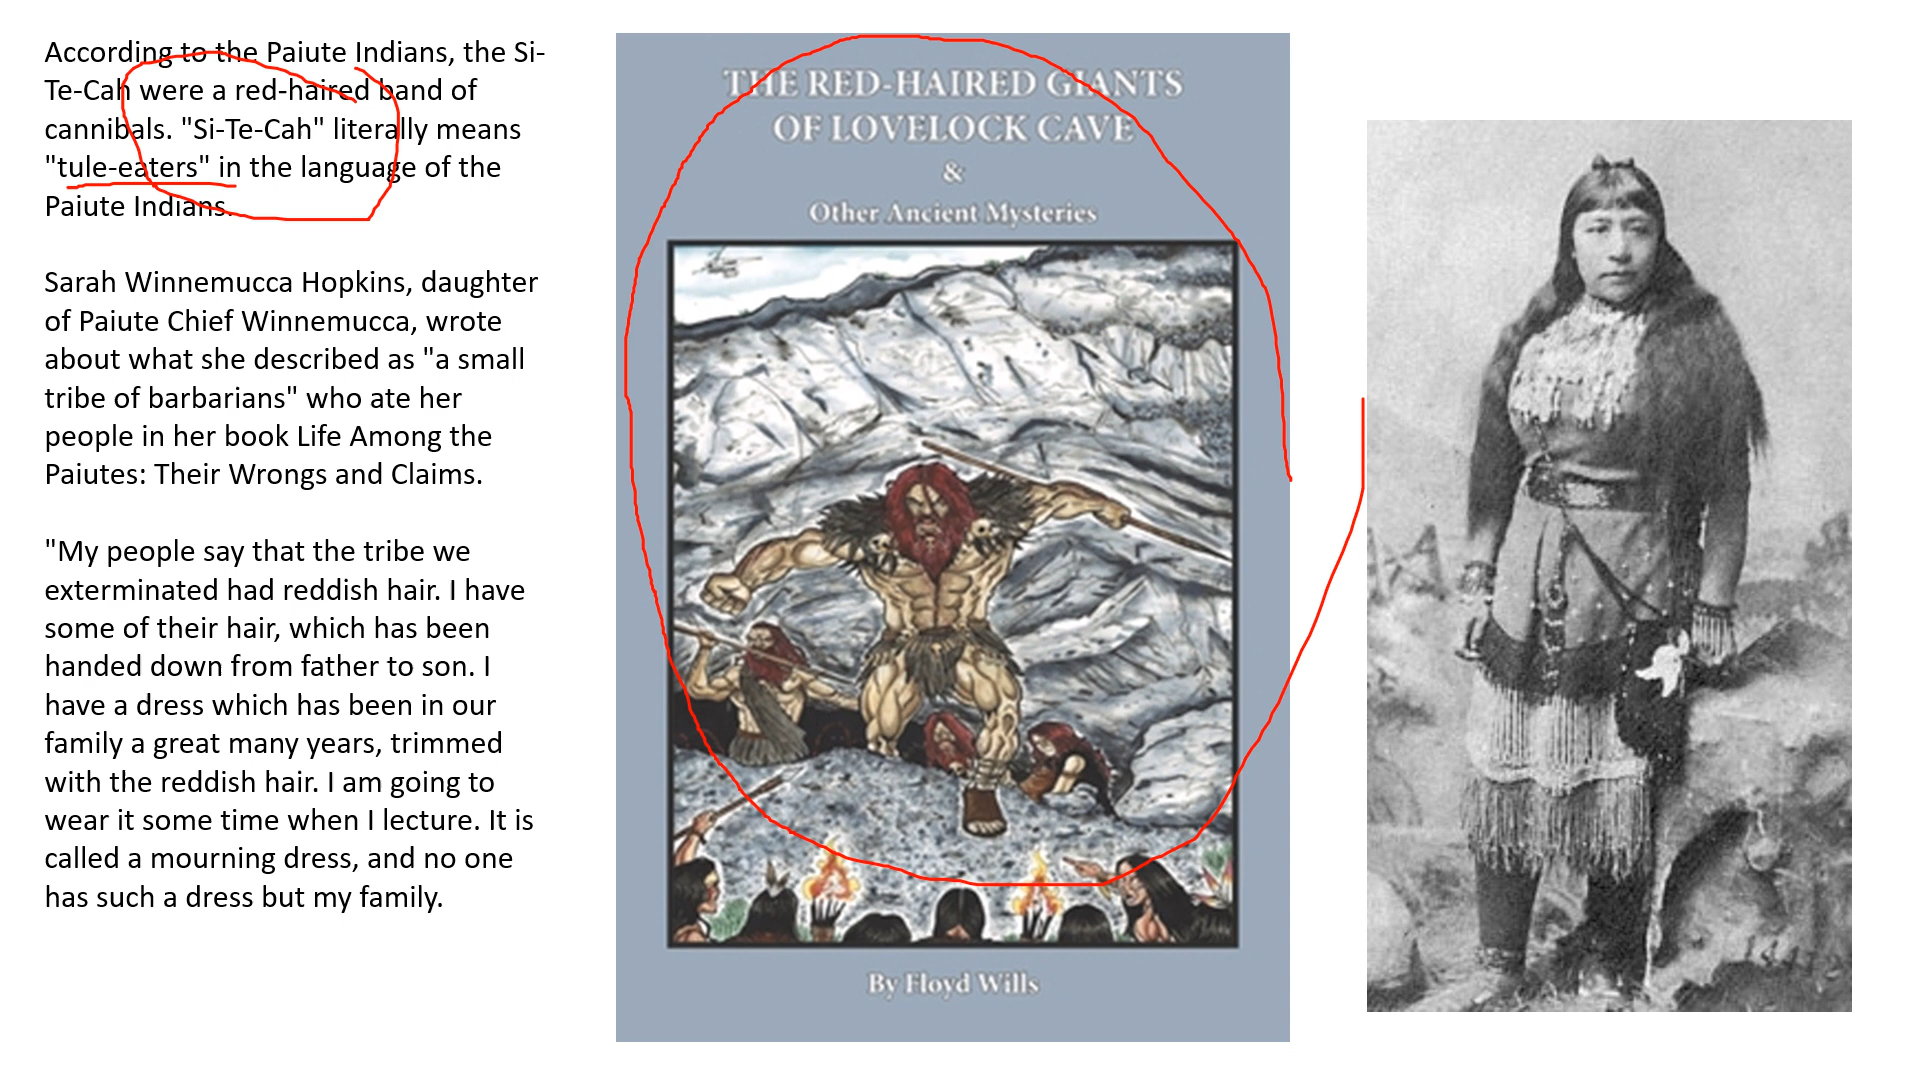 According to the Paiute Indians, the Si-
Te-Cah were a red-haired band of
cannibals. "Si-Te-Cah" literally means
"tule-eaters" in the language of the
Paiute Indians.
Sarah Winnemucca Hopkins, daughter
of Paiute Chief Winnemucca, wrote
about what she described as "a small
tribe of barbarians" who ate her
people in her book Life Among the
Paiutes: Their Wrongs and Claims.
"My people say that the tribe we
exterminated had reddish hair. I have
some of their hair, which has been
handed down from father to son. I
have a dress which has been in our
family a great many years, trimmed
with the reddish hair. I am going to
wear it some time when I lecture. It is
called a mourning dress, and no one
has such a dress but my family.
THE RED-HAIRED GIANTS
OF LOVELOCK CAVE
&
Other Ancient Mysteries
By Floyd Wills